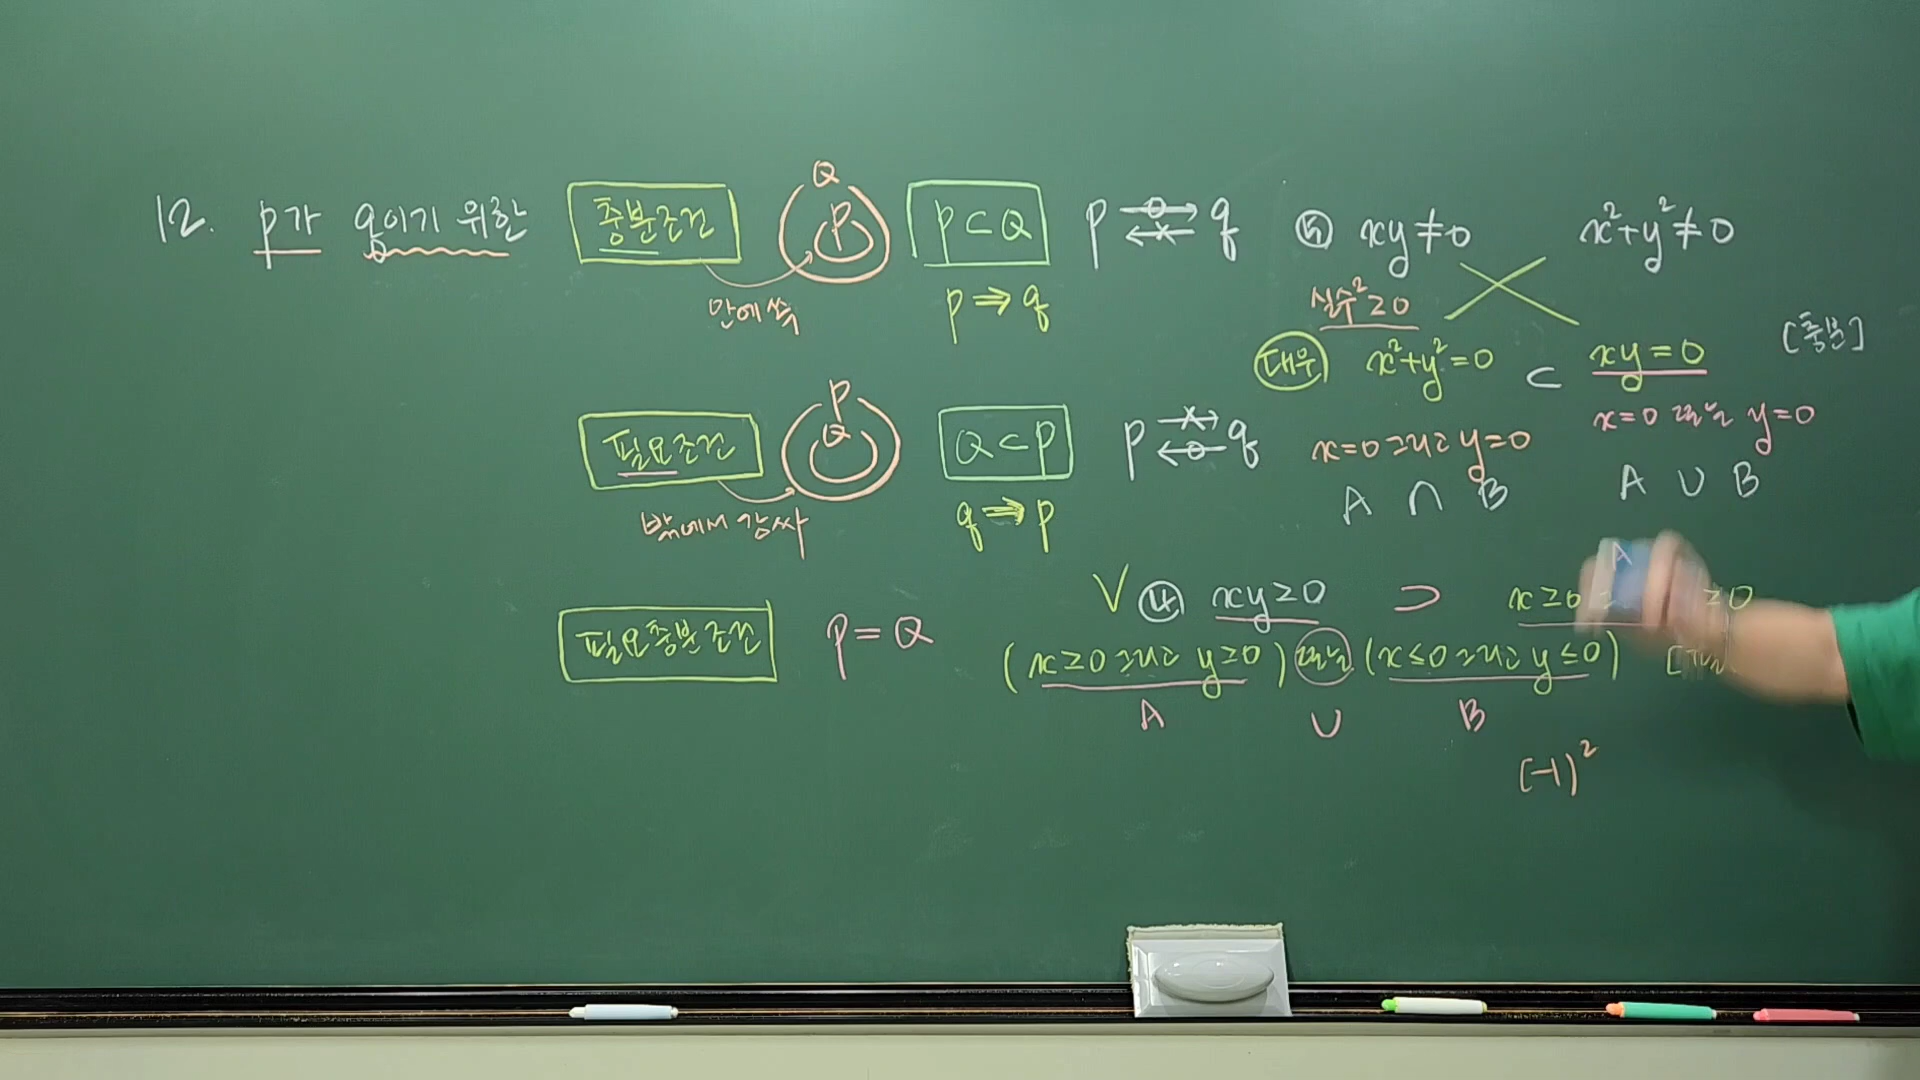 12. p가 q이기 위한 충분조건 Q P P⊂Q p ⇄ q
안에 쏙 p ⇒ q
필요조건 P Q Q⊂P p ⇄ q
밖에서 감싸 q ⇒ p
필요충분조건 P = Q
⑤ xy≠0 x²+y²≠0
실수²≥0
대우 x²+y²=0 ⊂ xy=0 [충분]
x=0 그리고 y=0 x=0 또는 y=0
A ∩ B A ∪ B
V ④ xy≥0 ⊃ x≥0 ≥0
A
(x≥0 그리고 y≥0) 또는 (x≤0 그리고 y≤0) [
A ∪ B
(-1)²